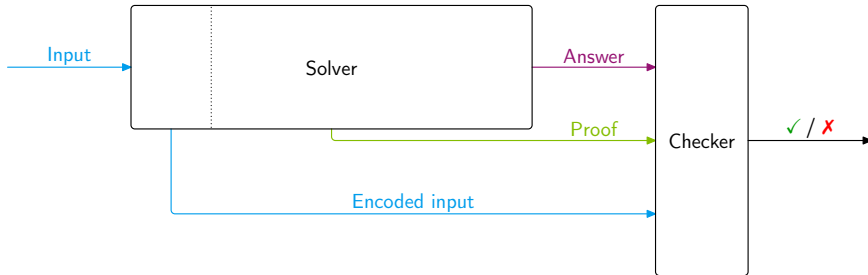 Input
Solver
Answer
Proof
Checker
✓ / ✗
Encoded input